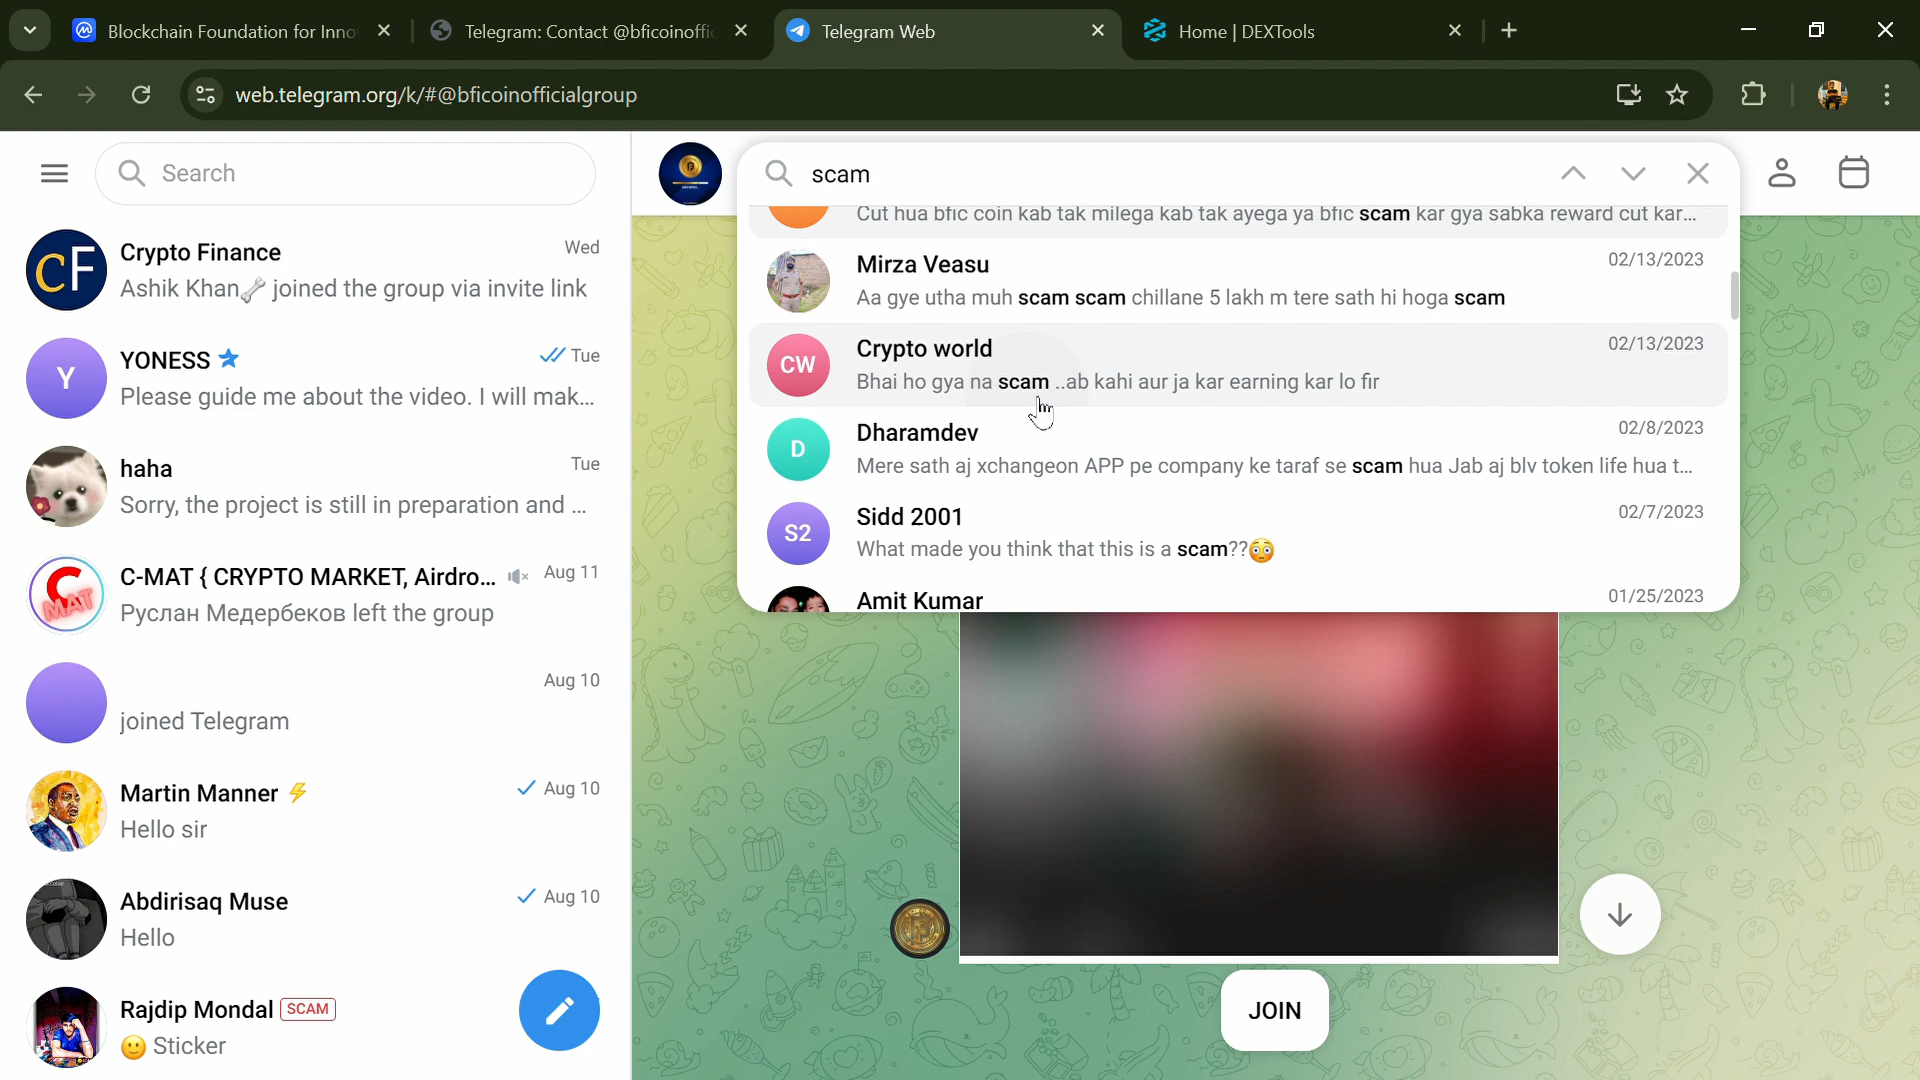 Blockchain Foundation for Inno
Telegram: Contact @bficoinoffic
Telegram Web
Home | DEXTools
web.telegram.org/k/#@bficoinofficialgroup
Search
scam
Crypto Finance
Wed
Ashik Khan🦴 joined the group via invite link
YONESS
Tue
Please guide me about the video. I will mak...
haha
Tue
Sorry, the project is still in preparation and ...
C-MAT { CRYPTO MARKET, Airdro...
Aug 11
Руслан Медербеков left the group
Aug 10
joined Telegram
Martin Manner ⚡
Aug 10
Hello sir
Abdirisaq Muse
Aug 10
Hello
Rajdip Mondal SCAM
🙂 Sticker
cF
Y
C MAT
Cut hua bfic coin kab tak milega kab tak ayega ya bfic scam kar gya sabka reward cut kar...
Mirza Veasu
02/13/2023
Aa gye utha muh scam scam chillane 5 lakh m tere sath hi hoga scam
CW
Crypto world
02/13/2023
Bhai ho gya na scam ..ab kahi aur ja kar earning kar lo fir
D
Dharamdev
02/8/2023
Mere sath aj xchangeon APP pe company ke taraf se scam hua Jab aj blv token life hua t...
S2
Sidd 2001
02/7/2023
What made you think that this is a scam??😳
Amit Kumar
01/25/2023
JOIN